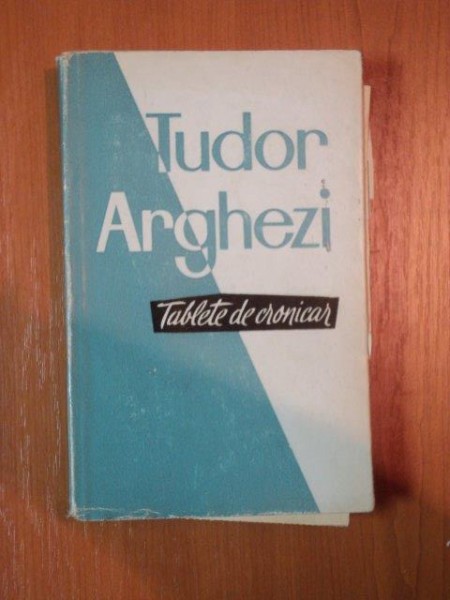 Tudor
Arghezi
Tablete de cronicar